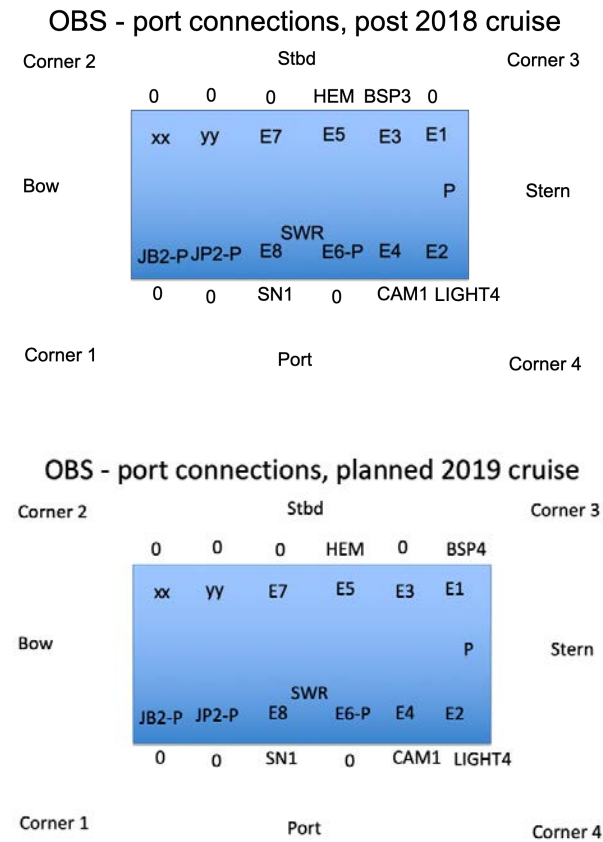 OBS - port connections, post 2018 cruise
Corner 2 Stbd Corner 3
0 0 0 HEM BSP3 0
xx yy E7 E5 E3 E1
Bow P Stern
SWR
JB2-P JP2-P E8 E6-P E4 E2
0 0 SN1 0 CAM1 LIGHT4
Corner 1 Port Corner 4
OBS - port connections, planned 2019 cruise
Corner 2 Stbd Corner 3
0 0 0 HEM 0 BSP4
xx yy E7 E5 E3 E1
Bow P Stern
SWR
JB2-P JP2-P E8 E6-P E4 E2
0 0 SN1 0 CAM1 LIGHT4
Corner 1 Port Corner 4